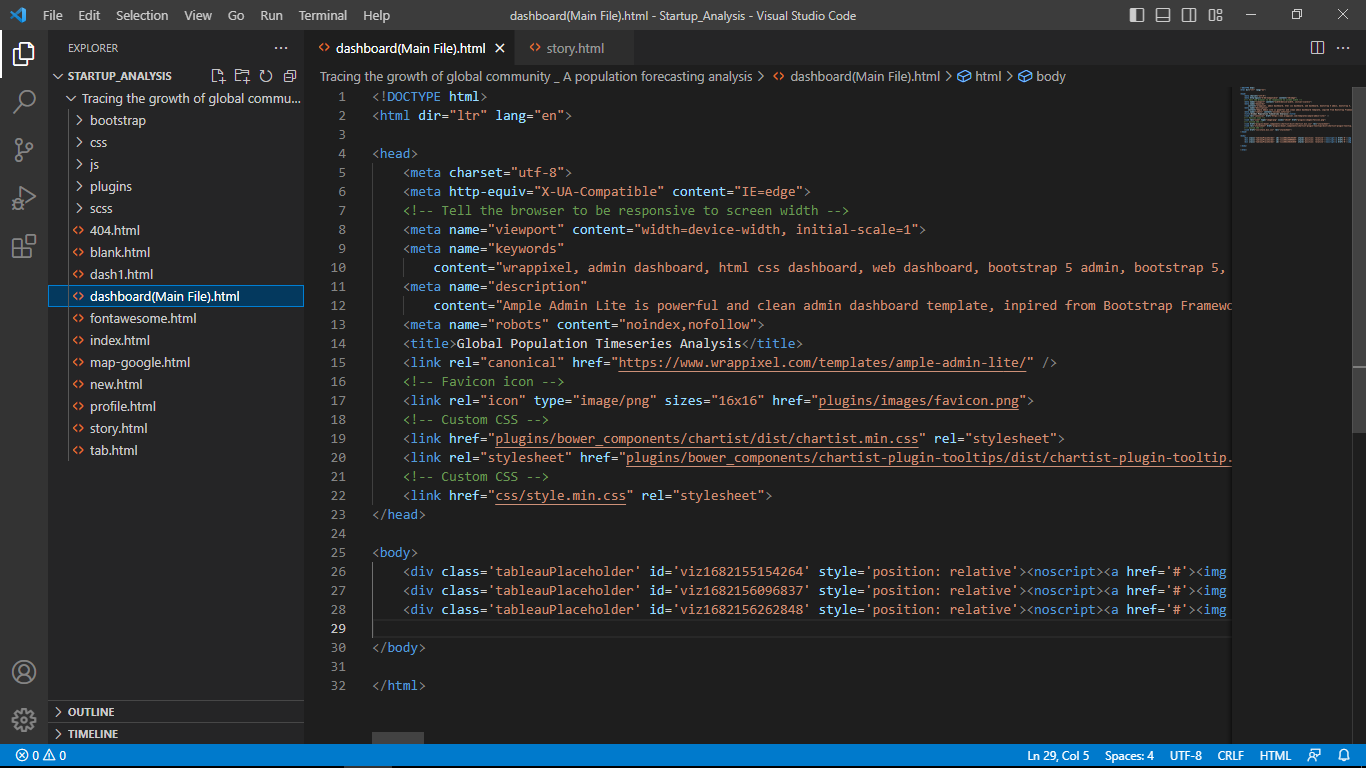 File Edit Selection View Go Run Terminal Help
dashboard(Main File).html - Startup_Analysis - Visual Studio Code
EXPLORER
STARTUP_ANALYSIS
Tracing the growth of global commu...
bootstrap
css
js
plugins
scss
404.html
blank.html
dash1.html
dashboard(Main File).html
fontawesome.html
index.html
map-google.html
new.html
profile.html
story.html
tab.html
OUTLINE
TIMELINE
dashboard(Main File).html story.html
Tracing the growth of global community _ A population forecasting analysis > dashboard(Main File).html > html > body
1 <!DOCTYPE html>
2 <html dir="ltr" lang="en">
3
4 <head>
5 <meta charset="utf-8">
6 <meta http-equiv="X-UA-Compatible" content="IE=edge">
7 <!-- Tell the browser to be responsive to screen width -->
8 <meta name="viewport" content="width=device-width, initial-scale=1">
9 <meta name="keywords"
10 content="wrappixel, admin dashboard, html css dashboard, web dashboard, bootstrap 5 admin, bootstrap 5,
11 <meta name="description"
12 content="Ample Admin Lite is powerful and clean admin dashboard template, inpired from Bootstrap Framewo
13 <meta name="robots" content="noindex,nofollow">
14 <title>Global Population Timeseries Analysis</title>
15 <link rel="canonical" href="https://www.wrappixel.com/templates/ample-admin-lite/" />
16 <!-- Favicon icon -->
17 <link rel="icon" type="image/png" sizes="16x16" href="plugins/images/favicon.png">
18 <!-- Custom CSS -->
19 <link href="plugins/bower_components/chartist/dist/chartist.min.css" rel="stylesheet">
20 <link rel="stylesheet" href="plugins/bower_components/chartist-plugin-tooltips/dist/chartist-plugin-tooltip.
21 <!-- Custom CSS -->
22 <link href="css/style.min.css" rel="stylesheet">
23 </head>
24
25 <body>
26 <div class='tableauPlaceholder' id='viz1682155154264' style='position: relative'><noscript><a href='#'><img
27 <div class='tableauPlaceholder' id='viz1682156096837' style='position: relative'><noscript><a href='#'><img
28 <div class='tableauPlaceholder' id='viz1682156262848' style='position: relative'><noscript><a href='#'><img
29
30 </body>
31
32 </html>
0 0 Ln 29, Col 5 Spaces: 4 UTF-8 CRLF HTML